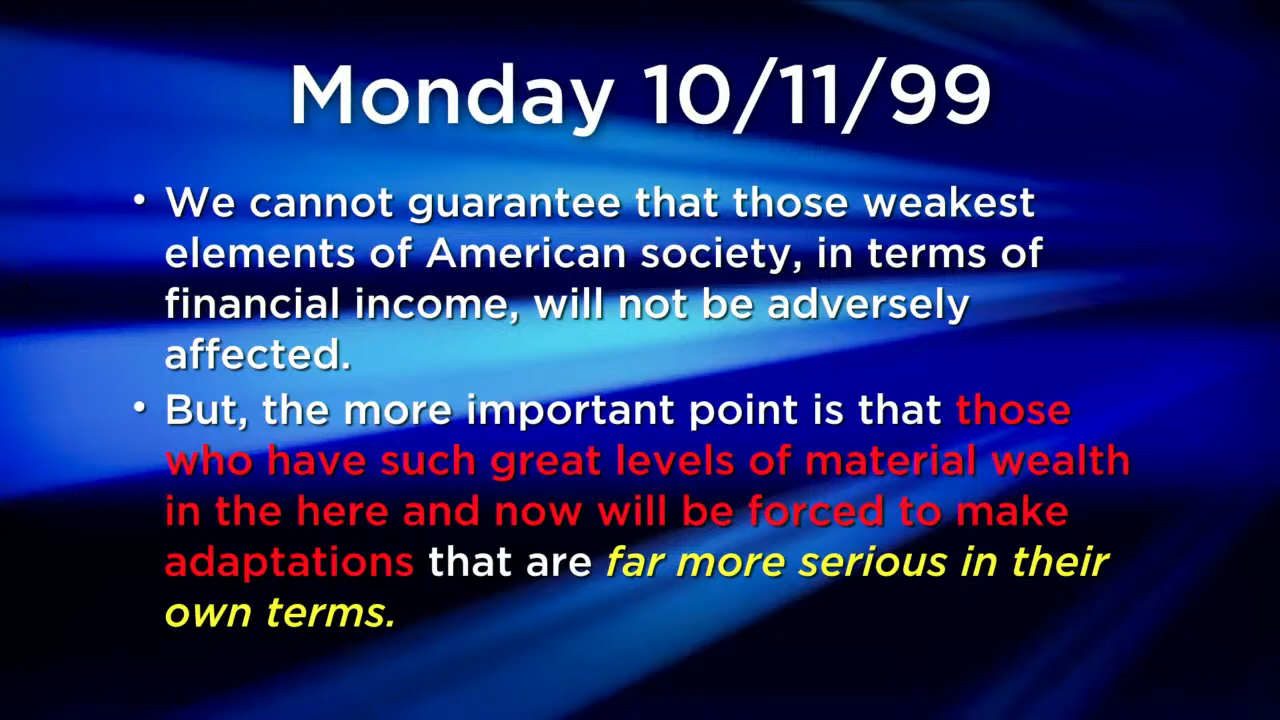 Monday 10/11/99
• We cannot guarantee that those weakest
elements of American society, in terms of
financial income, will not be adversely
affected.
• But, the more important point is that those
who have such great levels of material wealth
in the here and now will be forced to make
adaptations that are far more serious in their
own terms.